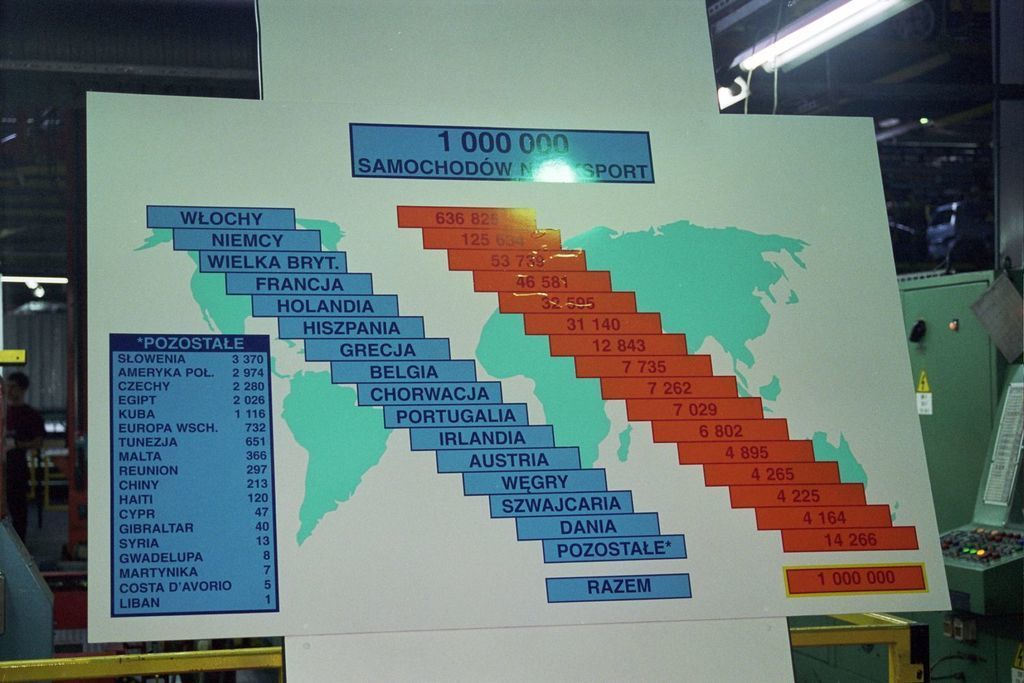 1 000 000
SAMOCHODÓW NA EKSPORT
WŁOCHY 636 825
NIEMCY 125 634
WIELKA BRYT. 53 739
FRANCJA 46 581
HOLANDIA 32 595
HISZPANIA 31 140
GRECJA 12 843
BELGIA 7 735
CHORWACJA 7 262
PORTUGALIA 7 029
IRLANDIA 6 802
AUSTRIA 4 895
WĘGRY 4 265
SZWAJCARIA 4 225
DANIA 4 164
POZOSTAŁE* 14 266
RAZEM 1 000 000
*POZOSTAŁE
SŁOWENIA 3 370
AMERYKA POŁ. 2 974
CZECHY 2 280
EGIPT 2 026
KUBA 1 116
EUROPA WSCH. 732
TUNEZJA 651
MALTA 366
REUNION 297
CHINY 213
HAITI 120
CYPR 47
GIBRALTAR 40
SYRIA 13
GWADELUPA 8
MARTYNIKA 7
COSTA D'AVORIO 5
LIBAN 1